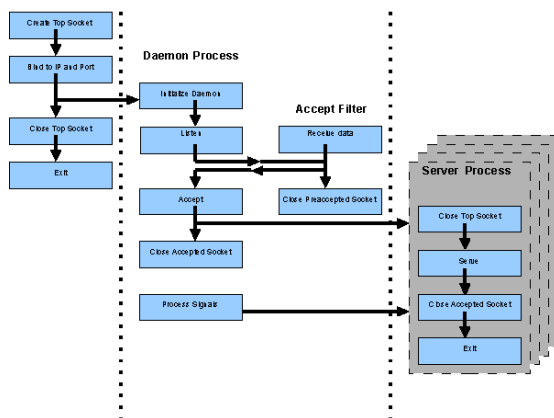 Create Top Socket
Bind to IP and Port
Close Top Socket
Exit
Daemon Process
Initialize Daemon
Listen
Accept
Close Accepted Socket
Process Signals
Accept Filter
Receive data
Close Preaccepted Socket
Server Process
Close Top Socket
Serve
Close Accepted Socket
Exit